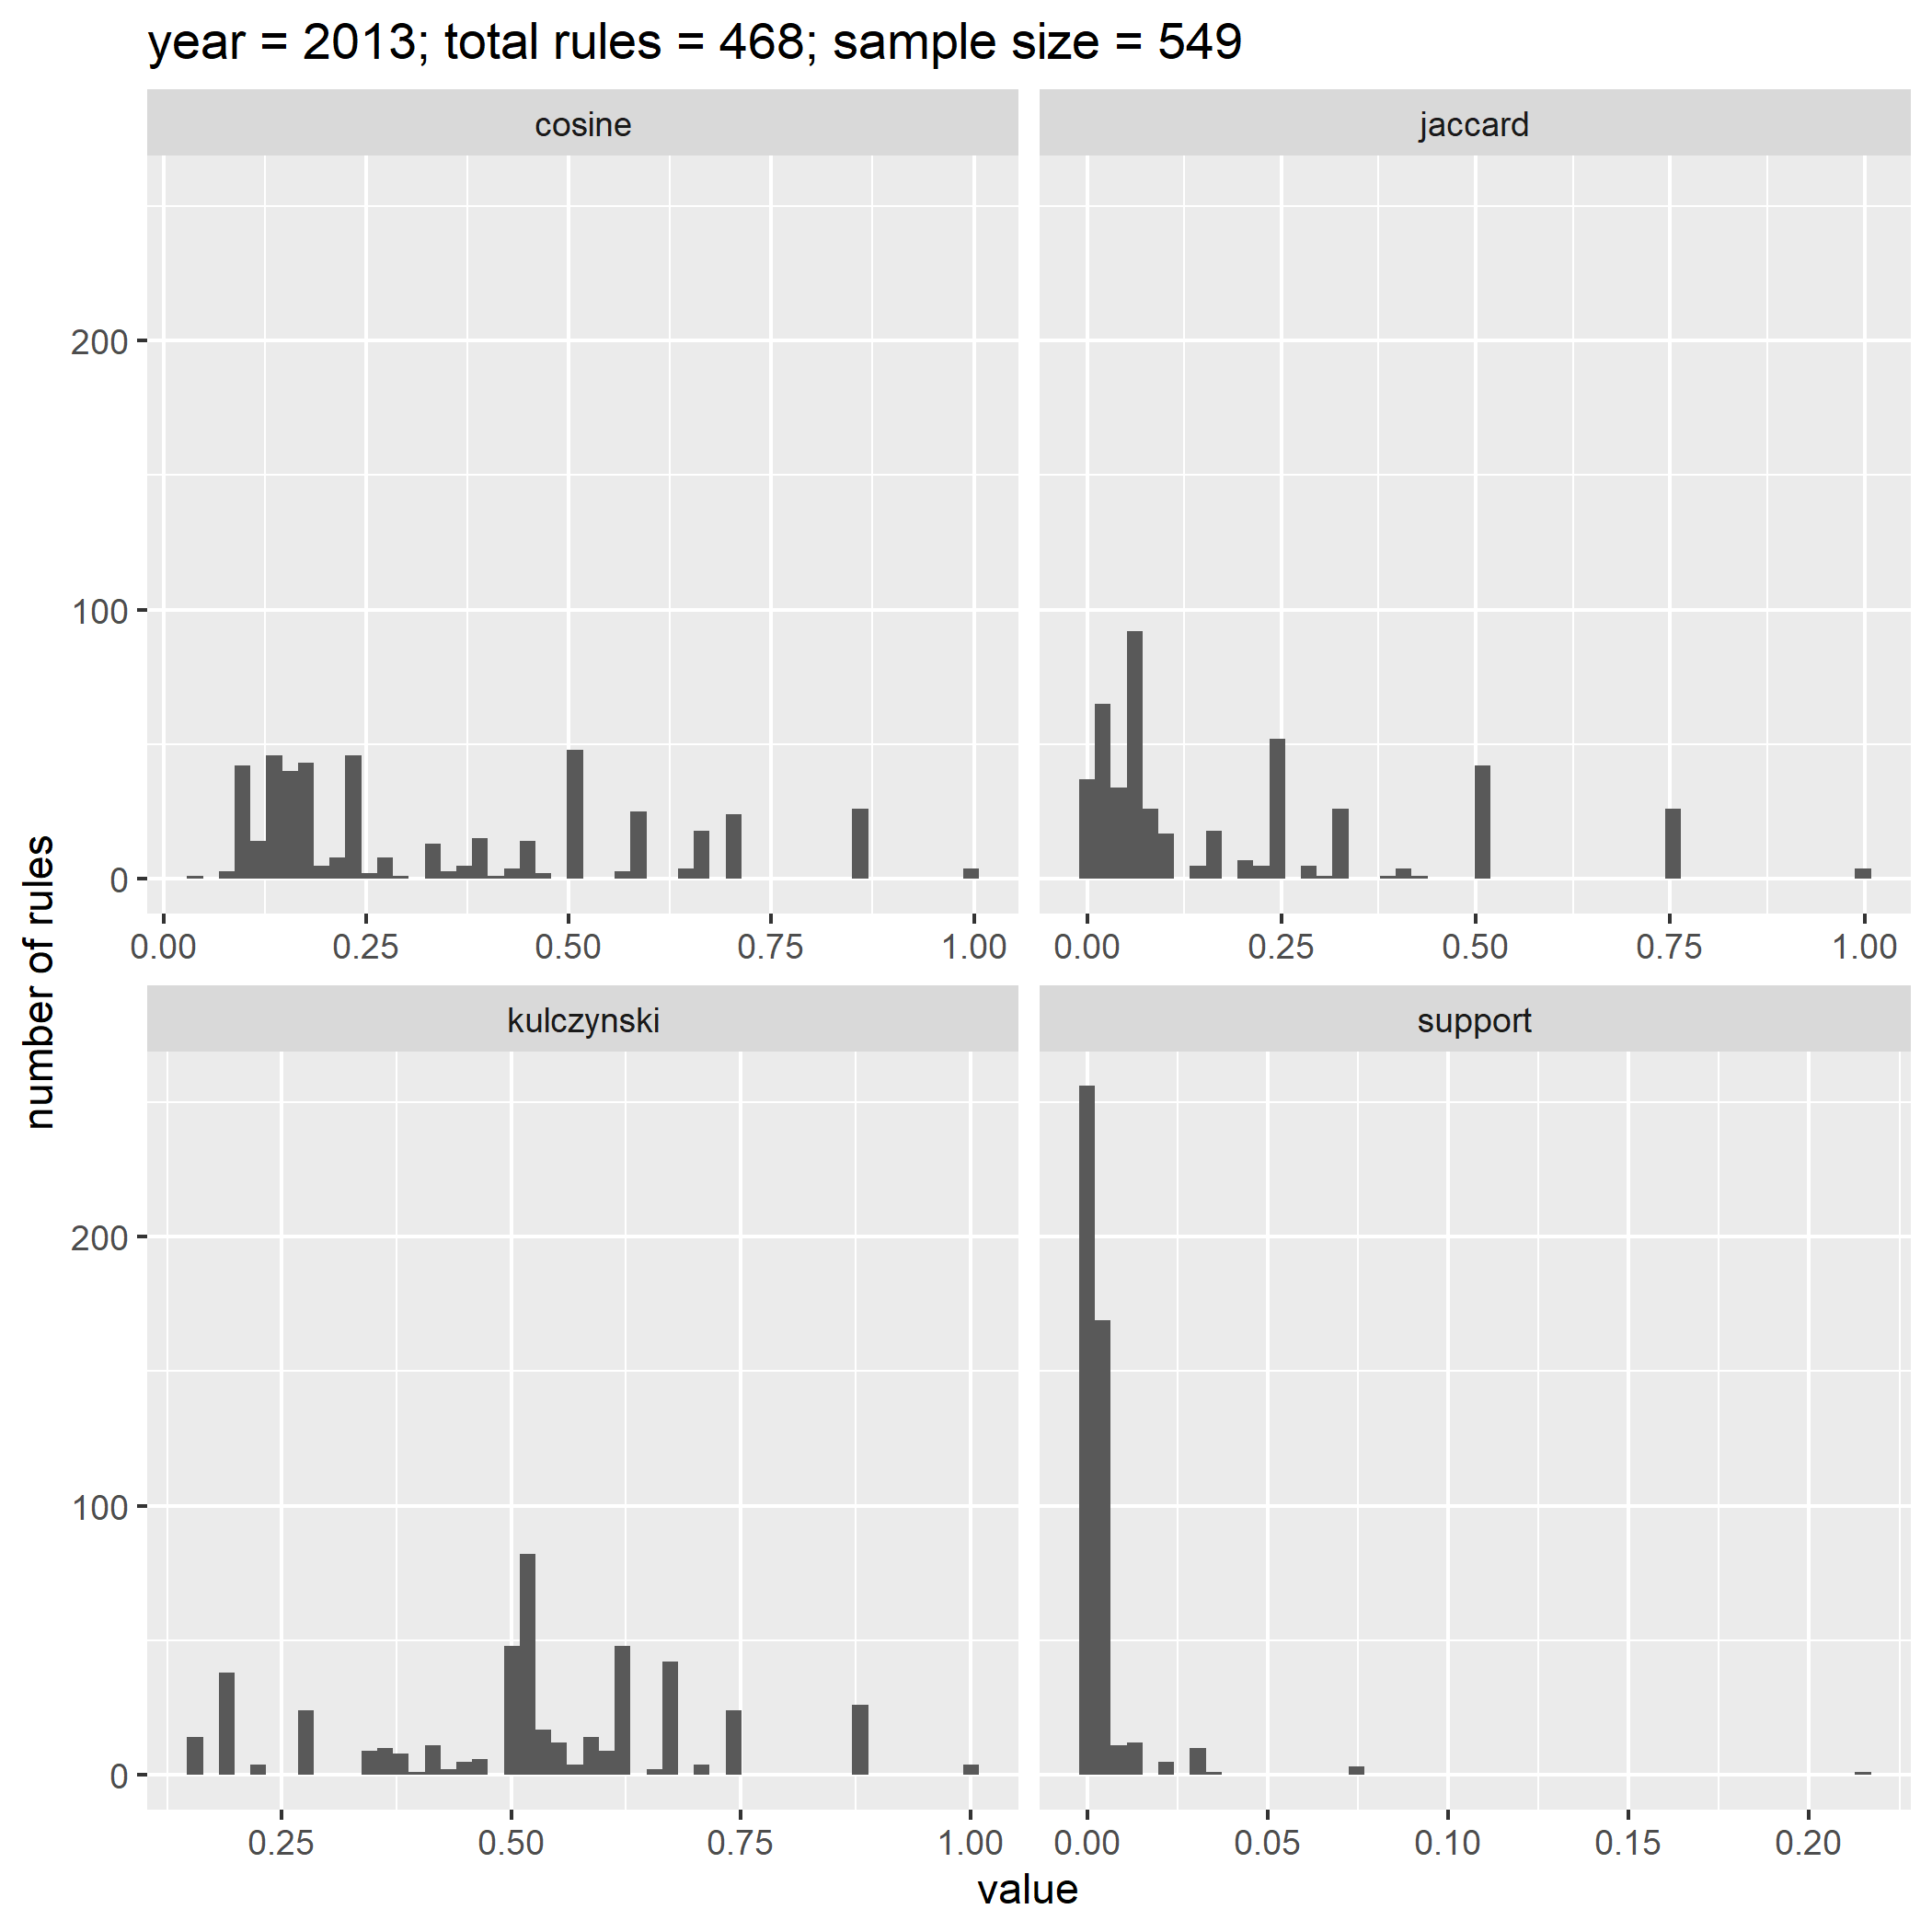 year = 2013; total rules = 468; sample size = 549
cosine
jaccard
200
100
0
0.00 0.25 0.50 0.75 1.00
0.00 0.25 0.50 0.75 1.00
number of rules
kulczynski
support
200
100
0
0.25 0.50 0.75 1.00
0.00 0.05 0.10 0.15 0.20
value